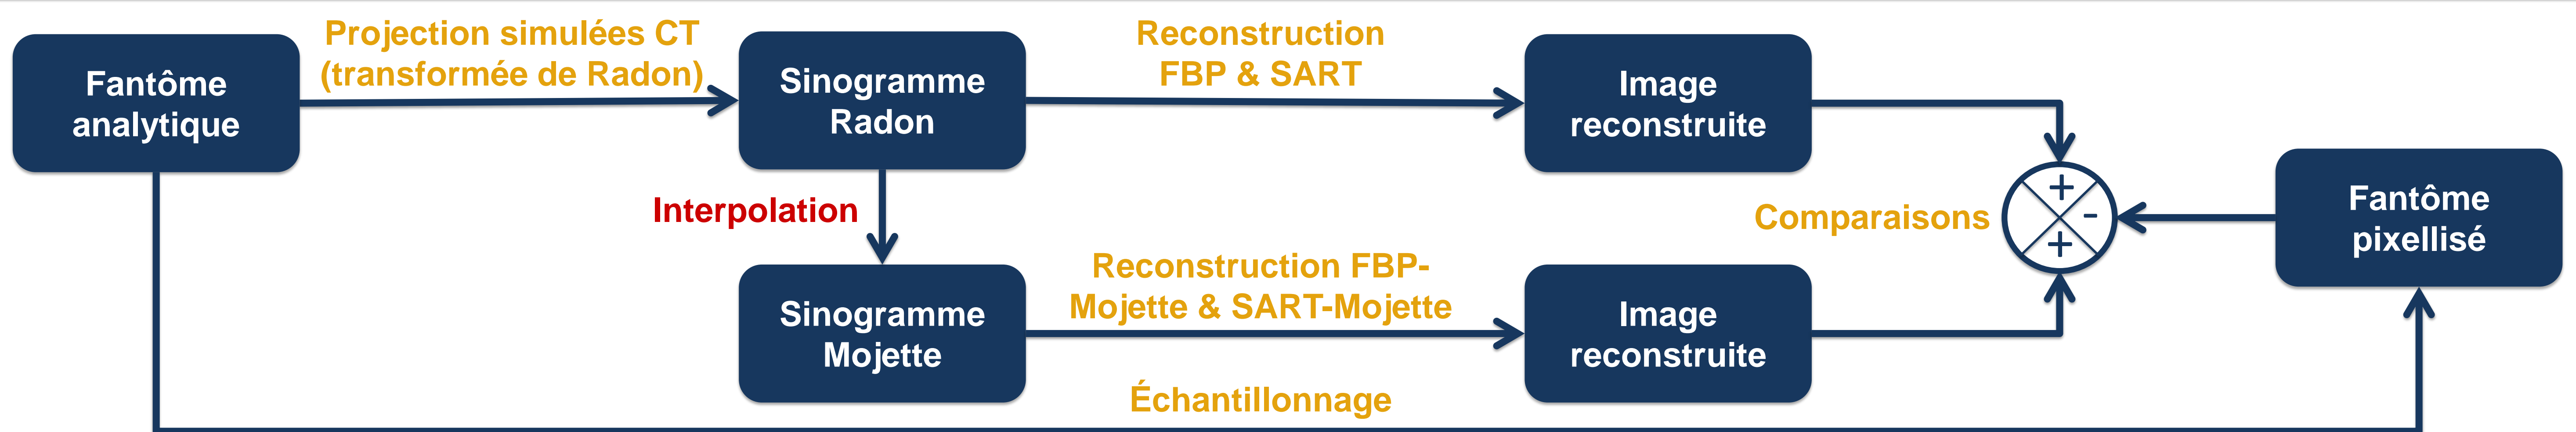 Projection simulées CT
(transformée de Radon)
Reconstruction
FBP & SART
Fantôme
analytique
Sinogramme
Radon
Image
reconstruite
Interpolation
Comparaisons
+
-
+
Fantôme
pixellisé
Reconstruction FBP-
Mojette & SART-Mojette
Sinogramme
Mojette
Image
reconstruite
Échantillonnage